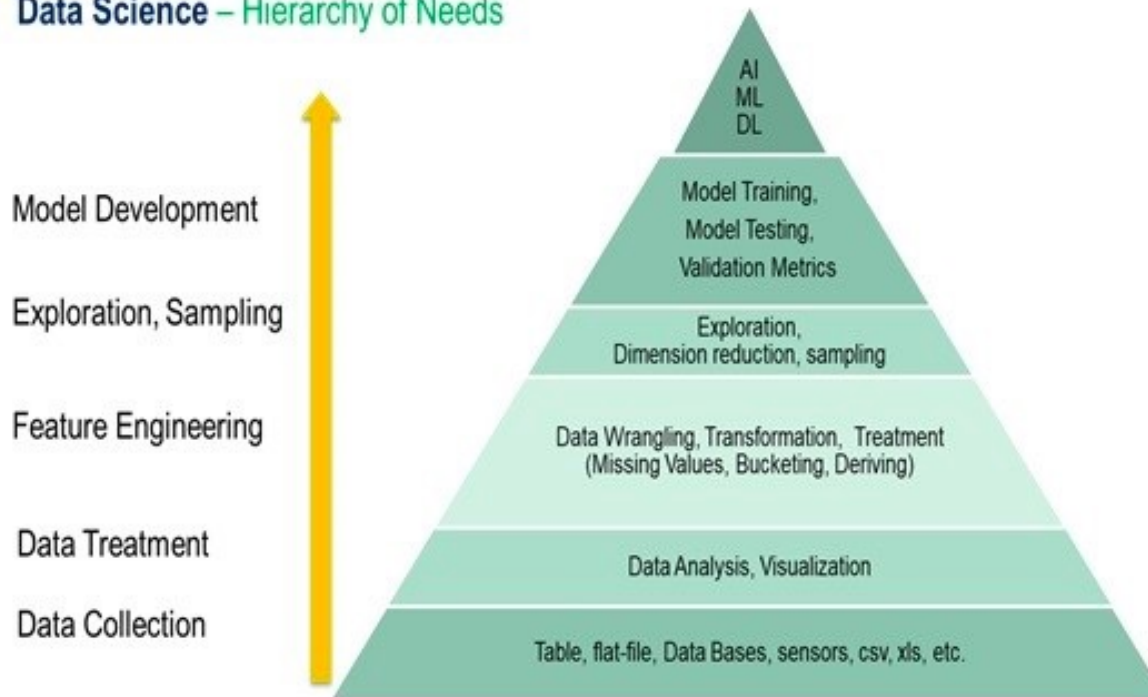 Data Science – Hierarchy of Needs
AI
ML
DL
Model Development
Model Training,
Model Testing,
Validation Metrics
Exploration, Sampling
Exploration,
Dimension reduction, sampling
Feature Engineering
Data Wrangling, Transformation, Treatment
(Missing Values, Bucketing, Deriving)
Data Treatment
Data Analysis, Visualization
Data Collection
Table, flat-file, Data Bases, sensors, csv, xls, etc.